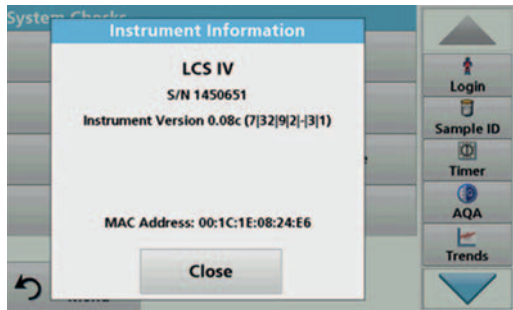 System Checks
Instrument Information
LCS IV
S/N 1450651
Instrument Version 0.08c (7|32|9|2|-|3|1)
MAC Address: 00:1C:1E:08:24:E6
Close
Menu
Login
Sample ID
Timer
AQA
Trends